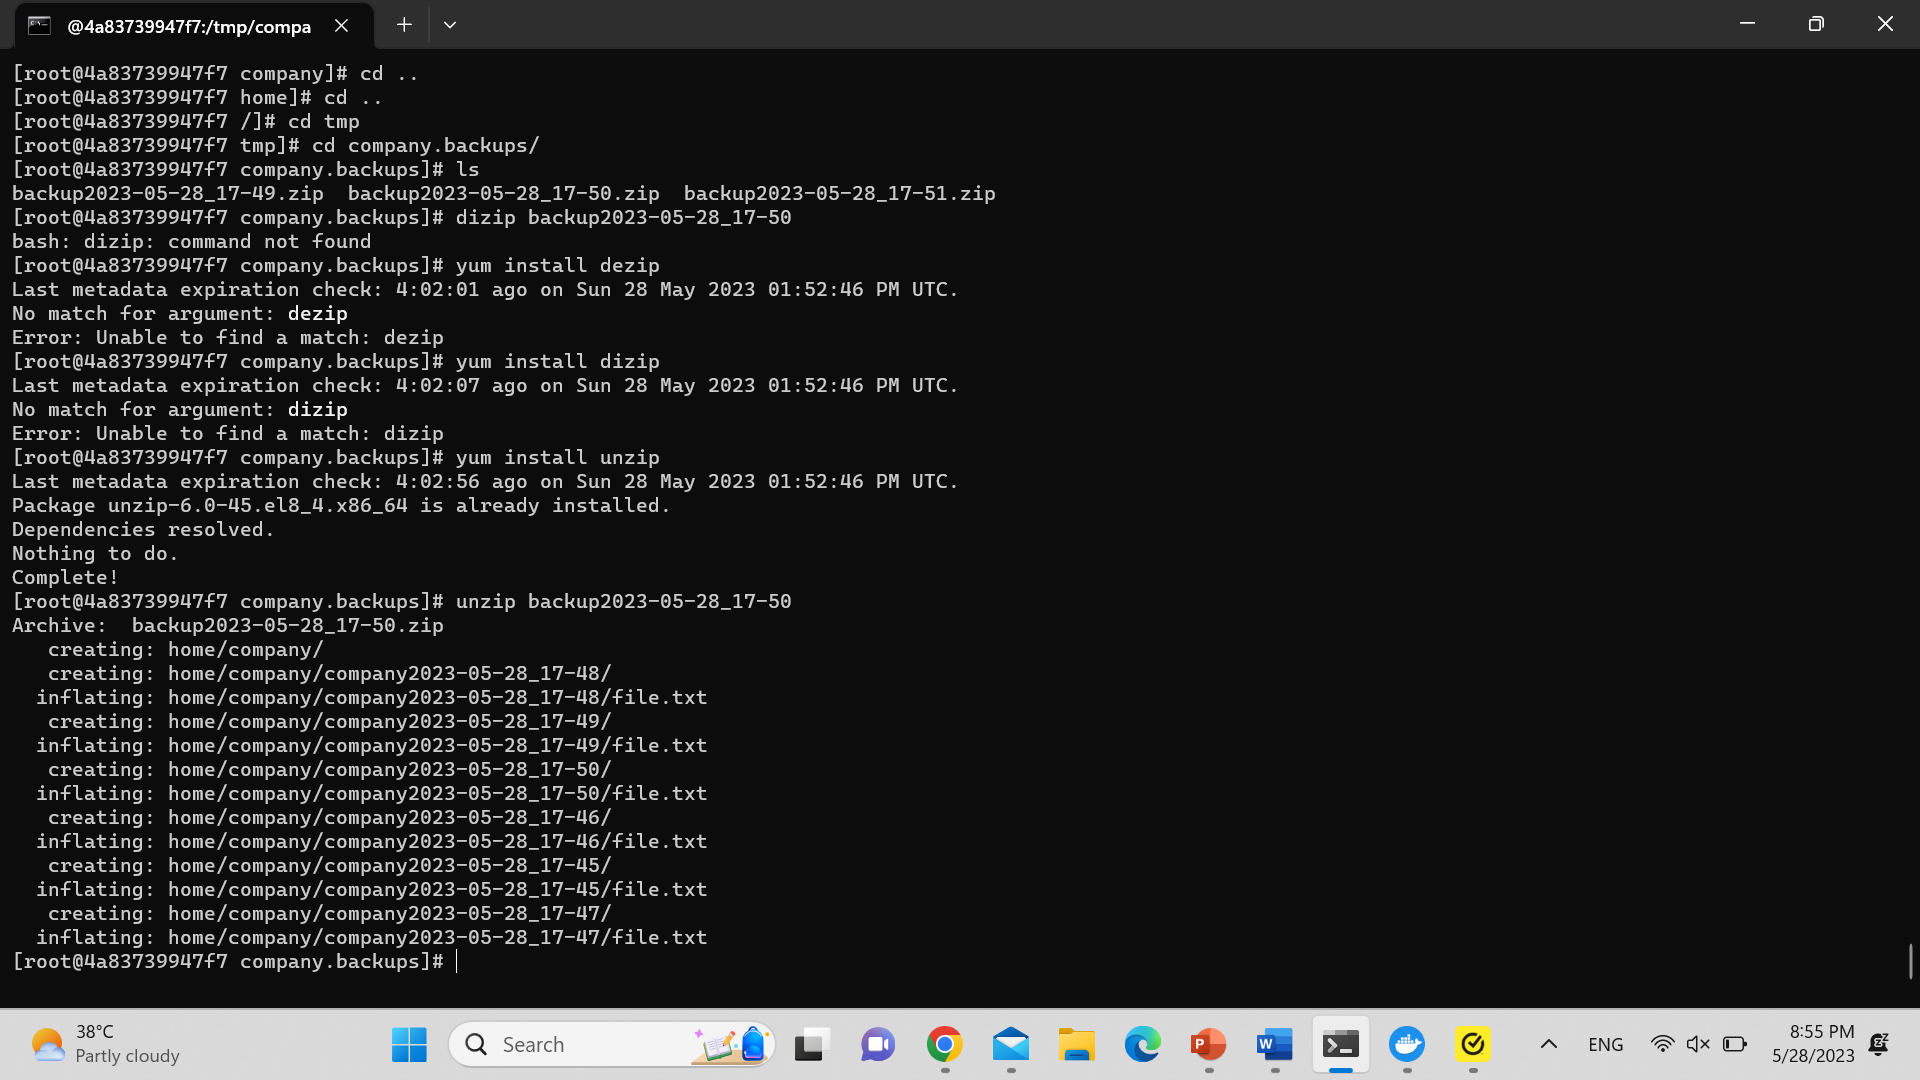 @4a83739947f7:/tmp/compa
[root@4a83739947f7 company]# cd ..
[root@4a83739947f7 home]# cd ..
[root@4a83739947f7 /]# cd tmp
[root@4a83739947f7 tmp]# cd company.backups/
[root@4a83739947f7 company.backups]# ls
backup2023-05-28_17-49.zip  backup2023-05-28_17-50.zip  backup2023-05-28_17-51.zip
[root@4a83739947f7 company.backups]# dizip backup2023-05-28_17-50
bash: dizip: command not found
[root@4a83739947f7 company.backups]# yum install dezip
Last metadata expiration check: 4:02:01 ago on Sun 28 May 2023 01:52:46 PM UTC.
No match for argument: dezip
Error: Unable to find a match: dezip
[root@4a83739947f7 company.backups]# yum install dizip
Last metadata expiration check: 4:02:07 ago on Sun 28 May 2023 01:52:46 PM UTC.
No match for argument: dizip
Error: Unable to find a match: dizip
[root@4a83739947f7 company.backups]# yum install unzip
Last metadata expiration check: 4:02:56 ago on Sun 28 May 2023 01:52:46 PM UTC.
Package unzip-6.0-45.el8_4.x86_64 is already installed.
Dependencies resolved.
Nothing to do.
Complete!
[root@4a83739947f7 company.backups]# unzip backup2023-05-28_17-50
Archive:  backup2023-05-28_17-50.zip
   creating: home/company/
   creating: home/company/company2023-05-28_17-48/
  inflating: home/company/company2023-05-28_17-48/file.txt
   creating: home/company/company2023-05-28_17-49/
  inflating: home/company/company2023-05-28_17-49/file.txt
   creating: home/company/company2023-05-28_17-50/
  inflating: home/company/company2023-05-28_17-50/file.txt
   creating: home/company/company2023-05-28_17-46/
  inflating: home/company/company2023-05-28_17-46/file.txt
   creating: home/company/company2023-05-28_17-45/
  inflating: home/company/company2023-05-28_17-45/file.txt
   creating: home/company/company2023-05-28_17-47/
  inflating: home/company/company2023-05-28_17-47/file.txt
[root@4a83739947f7 company.backups]#
38°C
Partly cloudy
Search
ENG
8:55 PM
5/28/2023